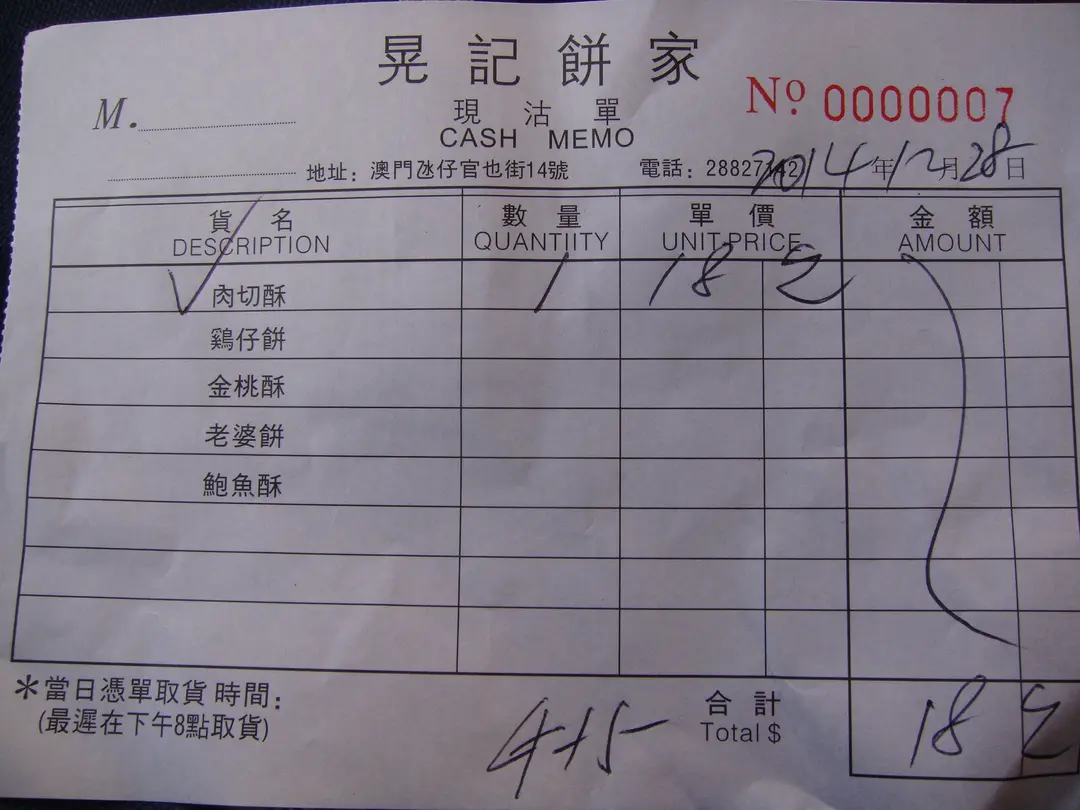 晃記餅家
M.
現沽單
CASH MEMO
№ 0000007
地址：澳門氹仔官也街14號 電話：28827142
2014年12月28日
貨名 數量 單價 金額
DESCRIPTION QUANTIITY UNIT PRICE AMOUNT
肉切酥 1 18
鷄仔餅
金桃酥
老婆餅
鮑魚酥
*當日憑單取貨時間：
(最遲在下午8點取貨)
合計
Total $ 18